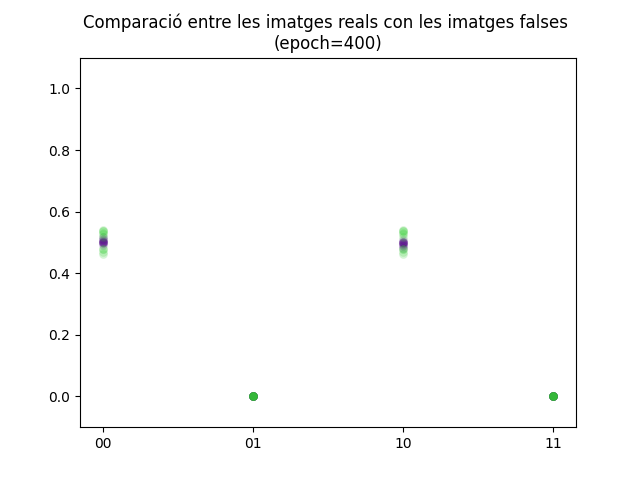 Comparació entre les imatges reals con les imatges falses
(epoch=400)
1.0
0.8
0.6
0.4
0.2
0.0
00 01 10 11